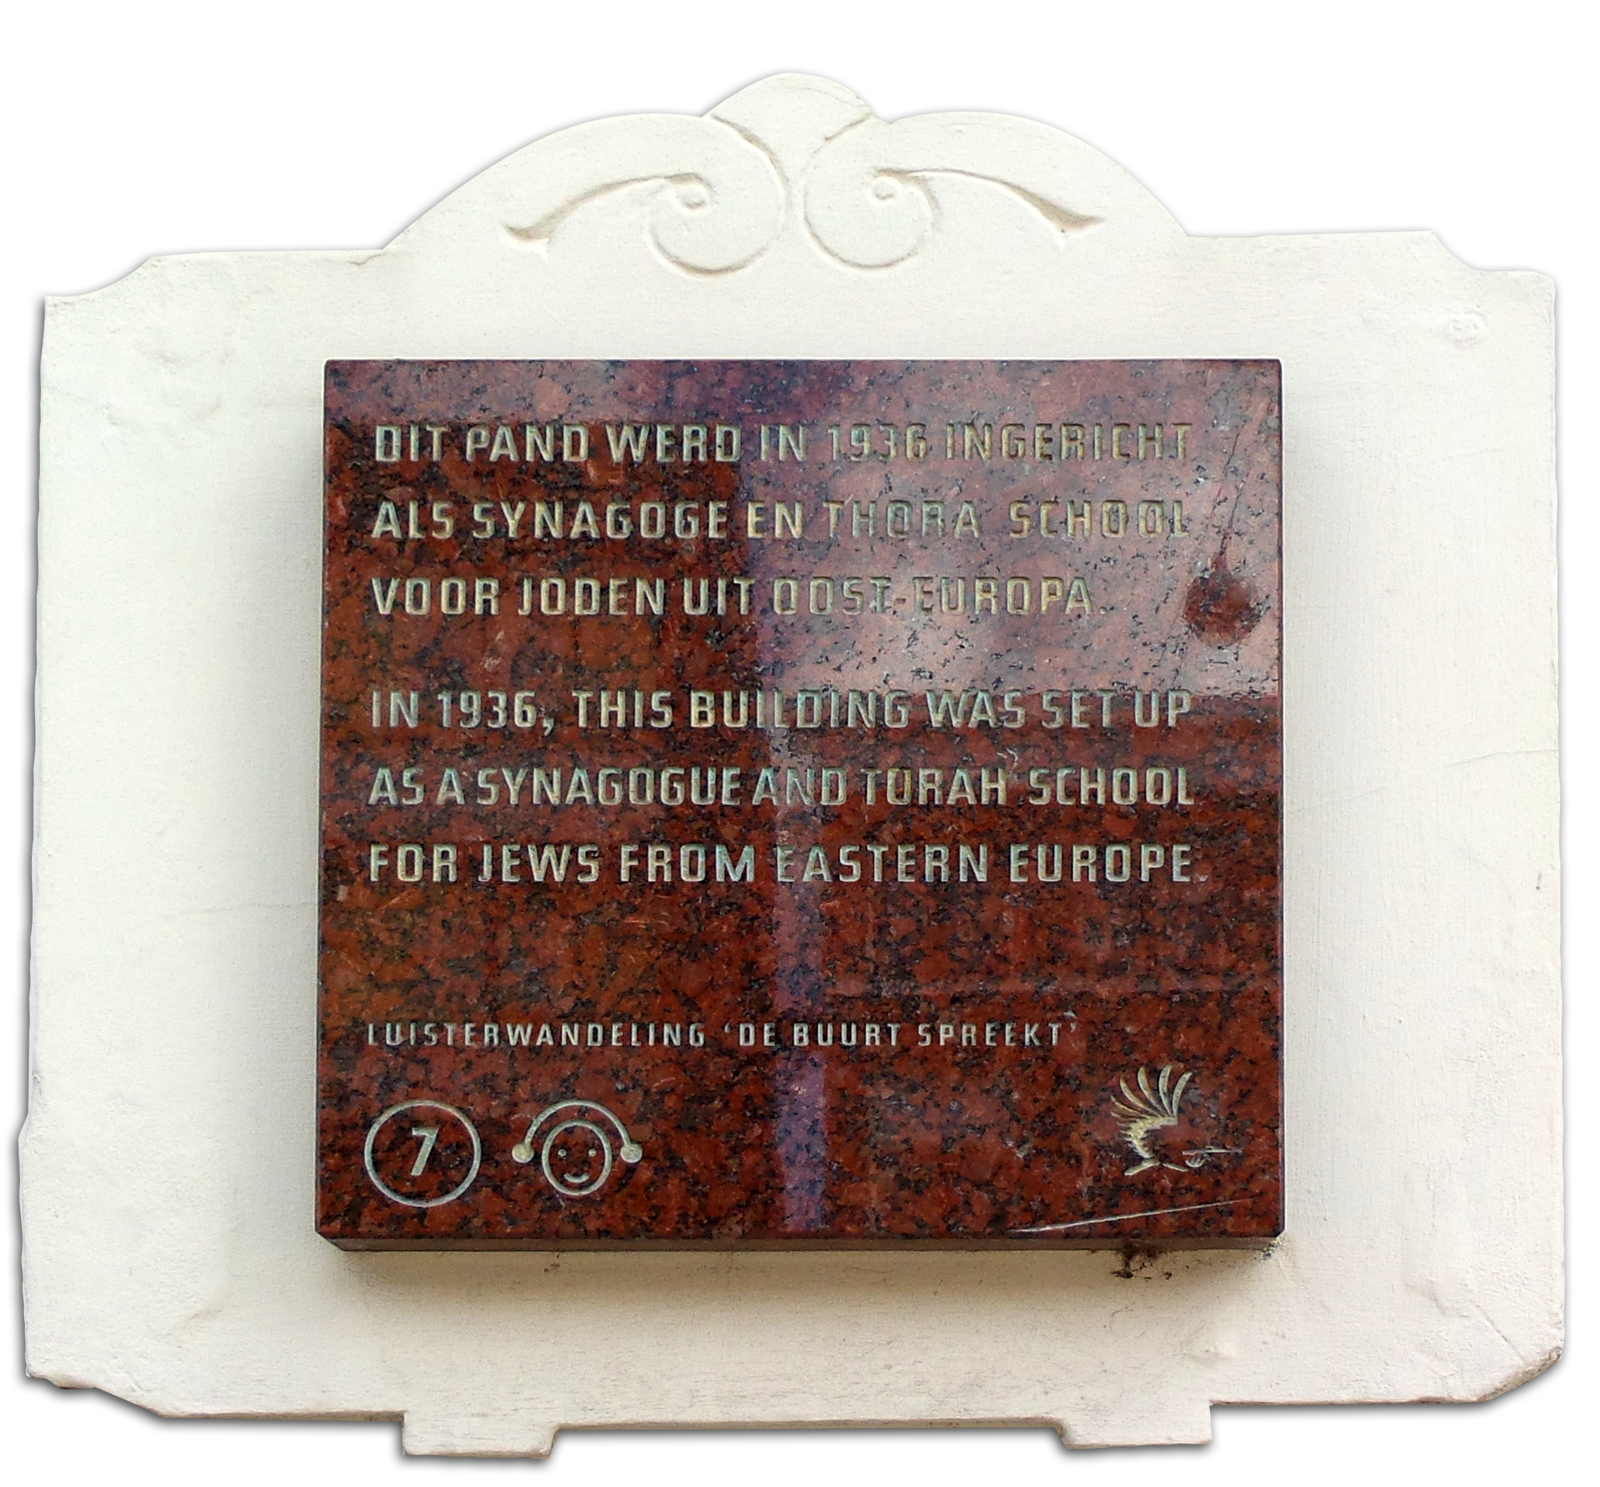 DIT PAND WERD IN 1936 INGERICHT
ALS SYNAGOGE EN THORA SCHOOL
VOOR JODEN UIT OOST-EUROPA.
IN 1936, THIS BUILDING WAS SET UP
AS A SYNAGOGUE AND TORAH SCHOOL
FOR JEWS FROM EASTERN EUROPE.
LUISTERWANDELING 'DE BUURT SPREEKT'
7